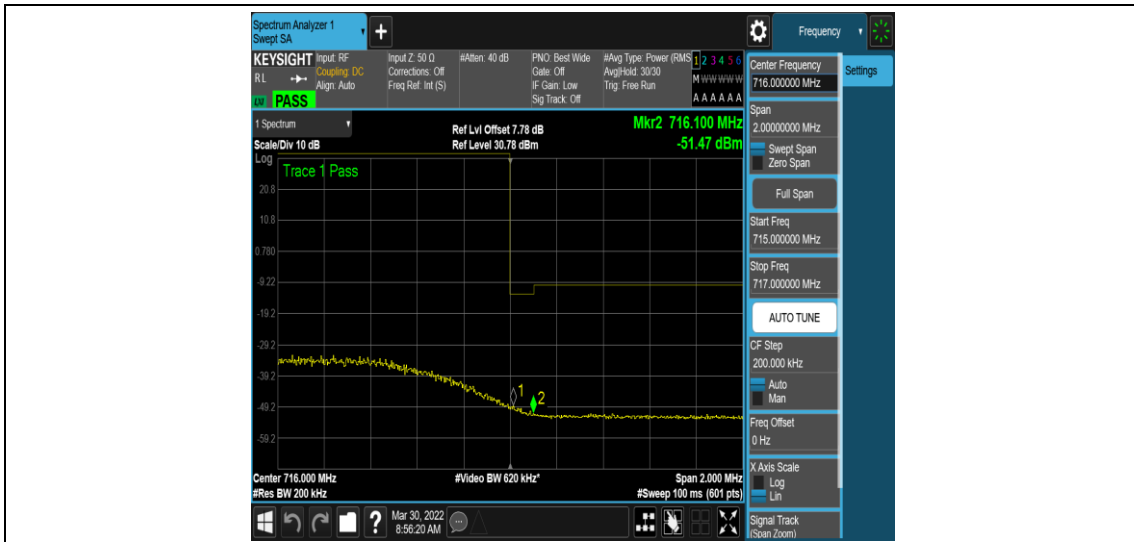 Spectrum Analyzer 1
Swept SA
+
Frequency
KEYSIGHT
RL
PASS
Input: RF
Coupling: DC
Align: Auto
Input Z: 50 Ω
Corrections: Off
Freq Ref: Int (S)
#Atten: 40 dB
PNO: Best Wide
Gate: Off
IF Gain: Low
Sig Track: Off
#Avg Type: Power (RMS
Avg|Hold: 30/30
Trig: Free Run
1 2 3 4 5 6
M W W W W W
A A A A A A
1 Spectrum
Scale/Div 10 dB
Ref Lvl Offset 7.78 dB
Ref Level 30.78 dBm
Mkr2 716.100 MHz
-51.47 dBm
Log
Trace 1 Pass
20.8
10.8
0.780
-9.22
-19.2
-29.2
-39.2
-49.2
-59.2
1
2
Center 716.000 MHz
#Video BW 620 kHz*
Span 2.000 MHz
#Res BW 200 kHz
#Sweep 100 ms (601 pts)
?
Mar 30, 2022
8:56:20 AM
Center Frequency
716.000000 MHz
Settings
Span
2.00000000 MHz
Swept Span
Zero Span
Full Span
Start Freq
715.000000 MHz
Stop Freq
717.000000 MHz
AUTO TUNE
CF Step
200.000 kHz
Auto
Man
Freq Offset
0 Hz
X Axis Scale
Log
Lin
Signal Track
(Span Zoom)